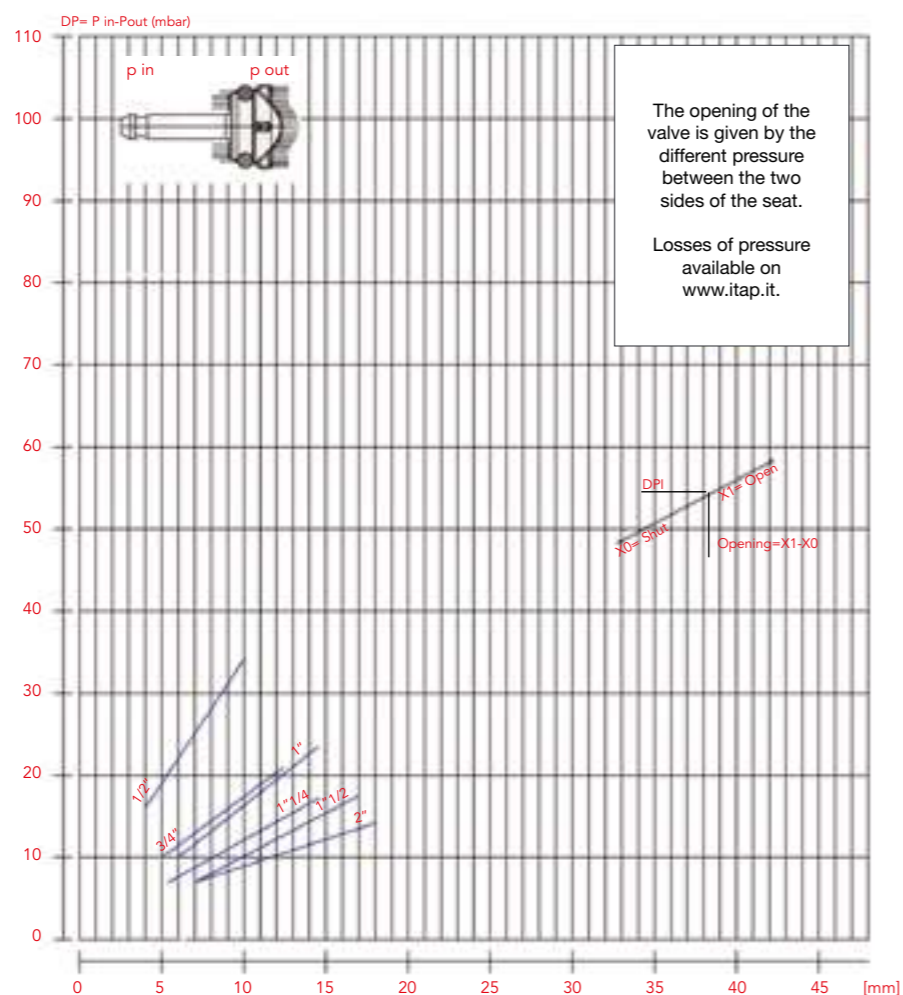 DP= P in-Pout (mbar)
110
p in
p out
100
The opening of the
valve is given by the
different pressure
between the two
sides of the seat.
Losses of pressure
available on
www.itap.it.
90
80
70
60
DPI
X1= Open
50
X0= Shut
Opening=X1-X0
40
30
20
1"
1/2"
1"1/4
1"1/2
2"
3/4"
10
0
0 5 10 15 20 25 30 35 40 45 [mm]